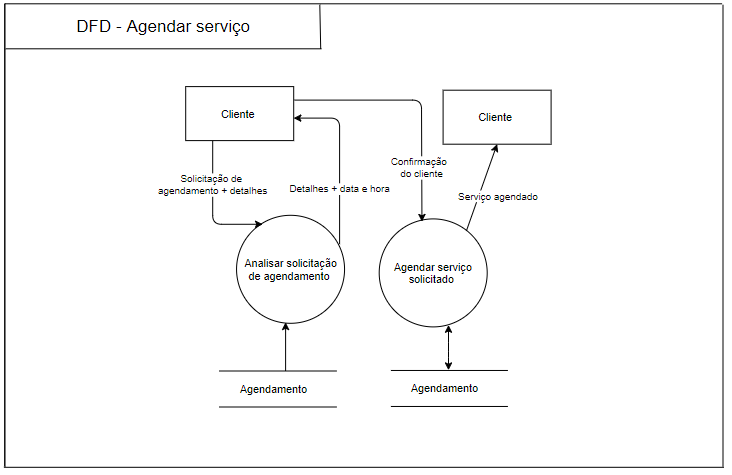 DFD - Agendar serviço
Cliente
Cliente
Solicitação de
agendamento + detalhes
Detalhes + data e hora
Confirmação
do cliente
Serviço agendado
Analisar solicitação
de agendamento
Agendar serviço
solicitado
Agendamento
Agendamento